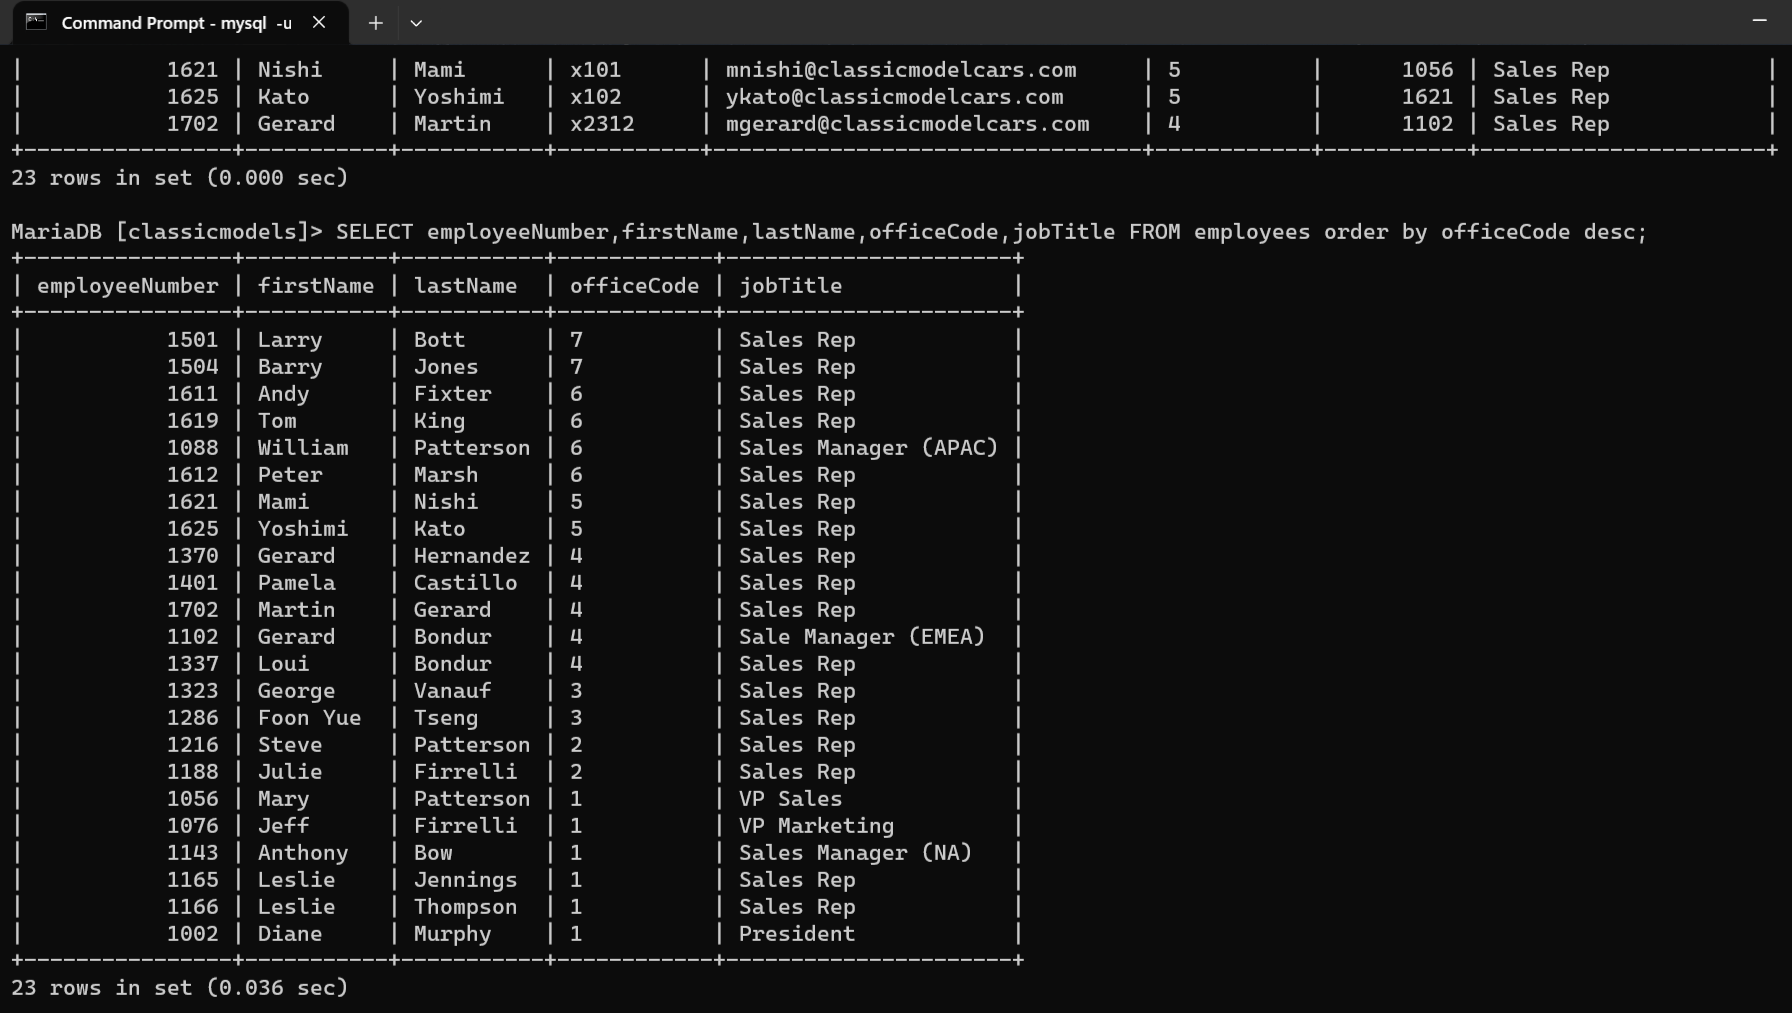 Command Prompt - mysql -u
| 1621 | Nishi | Mami | x101 | mnishi@classicmodelcars.com | 5 | 1056 | Sales Rep |
| 1625 | Kato | Yoshimi | x102 | ykato@classicmodelcars.com | 5 | 1621 | Sales Rep |
| 1702 | Gerard | Martin | x2312 | mgerard@classicmodelcars.com | 4 | 1102 | Sales Rep |
+----------------+-----------+-----------+-----------+---------------------------------+------------+-----------+----------------------+
23 rows in set (0.000 sec)
MariaDB [classicmodels]> SELECT employeeNumber,firstName,lastName,officeCode,jobTitle FROM employees order by officeCode desc;
+----------------+-----------+-----------+------------+----------------------+
| employeeNumber | firstName | lastName | officeCode | jobTitle |
+----------------+-----------+-----------+------------+----------------------+
| 1501 | Larry | Bott | 7 | Sales Rep |
| 1504 | Barry | Jones | 7 | Sales Rep |
| 1611 | Andy | Fixter | 6 | Sales Rep |
| 1619 | Tom | King | 6 | Sales Rep |
| 1088 | William | Patterson | 6 | Sales Manager (APAC) |
| 1612 | Peter | Marsh | 6 | Sales Rep |
| 1621 | Mami | Nishi | 5 | Sales Rep |
| 1625 | Yoshimi | Kato | 5 | Sales Rep |
| 1370 | Gerard | Hernandez | 4 | Sales Rep |
| 1401 | Pamela | Castillo | 4 | Sales Rep |
| 1702 | Martin | Gerard | 4 | Sales Rep |
| 1102 | Gerard | Bondur | 4 | Sale Manager (EMEA) |
| 1337 | Loui | Bondur | 4 | Sales Rep |
| 1323 | George | Vanauf | 3 | Sales Rep |
| 1286 | Foon Yue | Tseng | 3 | Sales Rep |
| 1216 | Steve | Patterson | 2 | Sales Rep |
| 1188 | Julie | Firrelli | 2 | Sales Rep |
| 1056 | Mary | Patterson | 1 | VP Sales |
| 1076 | Jeff | Firrelli | 1 | VP Marketing |
| 1143 | Anthony | Bow | 1 | Sales Manager (NA) |
| 1165 | Leslie | Jennings | 1 | Sales Rep |
| 1166 | Leslie | Thompson | 1 | Sales Rep |
| 1002 | Diane | Murphy | 1 | President |
+----------------+-----------+-----------+------------+----------------------+
23 rows in set (0.036 sec)